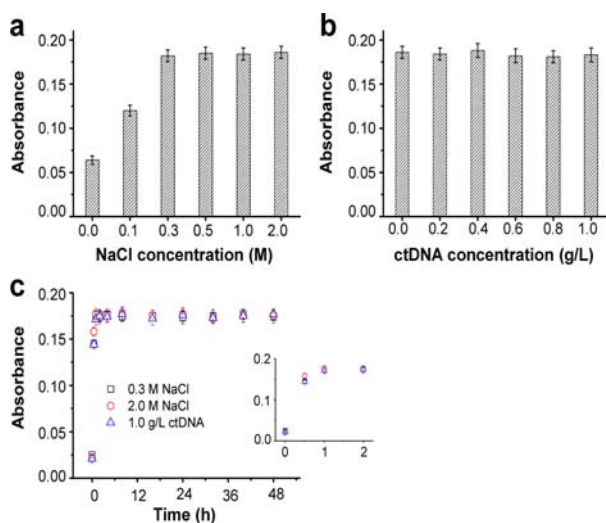 a
0.20
0.15
0.10
0.05
0.00
Absorbance
0.0 0.1 0.3 0.5 1.0 2.0
NaCl concentration (M)
b
0.20
0.15
0.10
0.05
0.00
Absorbance
0.0 0.2 0.4 0.6 0.8 1.0
ctDNA concentration (g/L)
c
0.20
0.15
0.10
0.05
0.00
Absorbance
0.3 M NaCl
2.0 M NaCl
1.0 g/L ctDNA
0 12 24 36 48
Time (h)
0.2
0.1
0.0
0 1 2